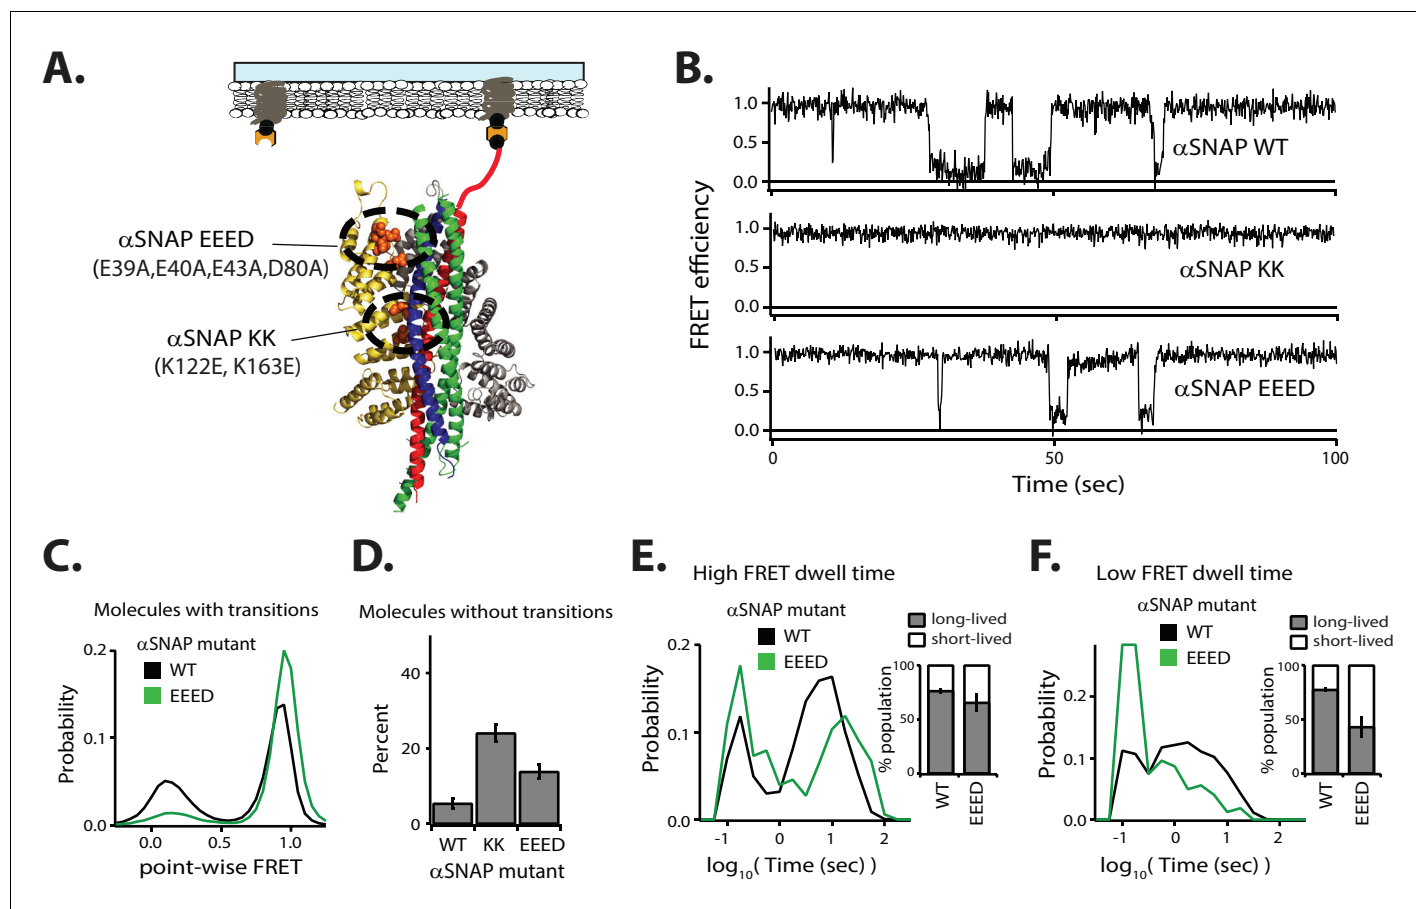 A.
αSNAP EEED
(E39A,E40A,E43A,D80A)
αSNAP KK
(K122E, K163E)
B.
FRET efficiency
1.0
0.5
0.0
αSNAP WT
1.0
0.5
0.0
αSNAP KK
1.0
0.5
0.0
αSNAP EEED
0
50
100
Time (sec)
C.
Molecules with transitions
αSNAP mutant
WT
EEED
Probability
0.2
0.1
0.0
0.0
0.5
1.0
point-wise FRET
D.
Molecules without transitions
Percent
40
20
0
WT
KK
EEED
αSNAP mutant
E.
High FRET dwell time
αSNAP mutant
WT
EEED
Probability
0.2
0.1
0.0
-1
0
1
2
log10( Time (sec) )
long-lived
short-lived
% population
100
50
0
WT
EEED
F.
Low FRET dwell time
αSNAP mutant
WT
EEED
Probability
0.2
0.1
0.0
-1
0
1
2
log10( Time (sec) )
long-lived
short-lived
% population
100
50
0
WT
EEED